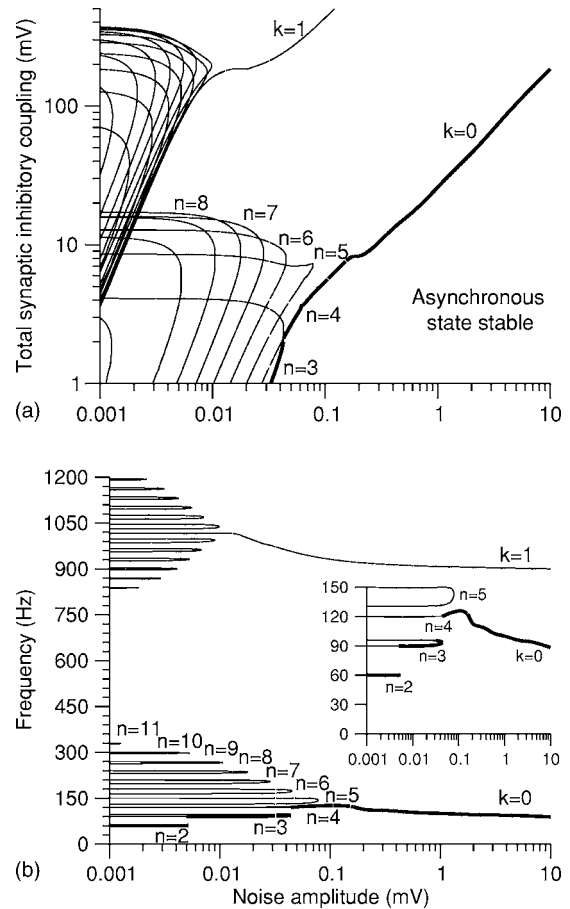 Total synaptic inhibitory coupling (mV)
100
10
1
k=1
k=0
n=8
n=7
n=6
n=5
n=4
n=3
Asynchronous
state stable
(a)
0.001
0.01
0.1
1
10
1200
1050
900
750
600
450
300
150
0
Frequency (Hz)
k=1
150
120
90
60
30
0
n=5
n=4
n=3
n=2
k=0
0.001
0.01
0.1
1
10
n=11
n=10
n=9
n=8
n=7
n=6
n=5
n=4
n=3
n=2
k=0
(b)
0.001
0.01
0.1
1
10
Noise amplitude (mV)